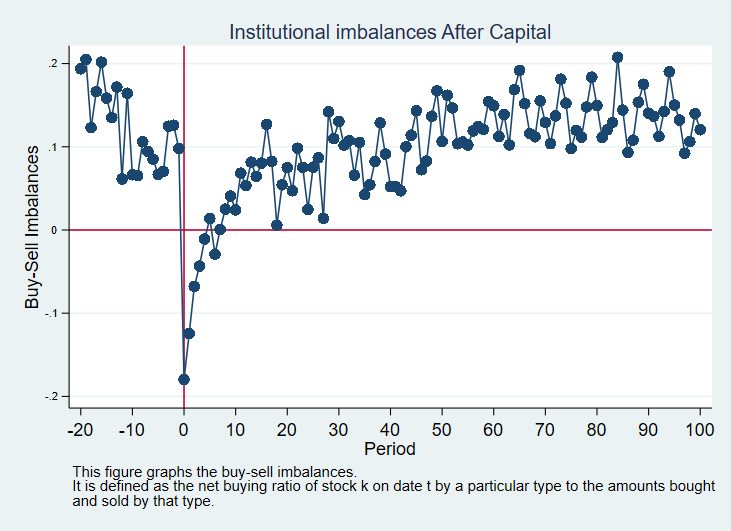 Institutional imbalances After Capital
Buy-Sell Imbalances
.2
.1
0
-.1
-.2
-20 -10 0 10 20 30 40 50 60 70 80 90 100
Period
This figure graphs the buy-sell imbalances.
It is defined as the net buying ratio of stock k on date t by a particular type to the amounts bought
and sold by that type.